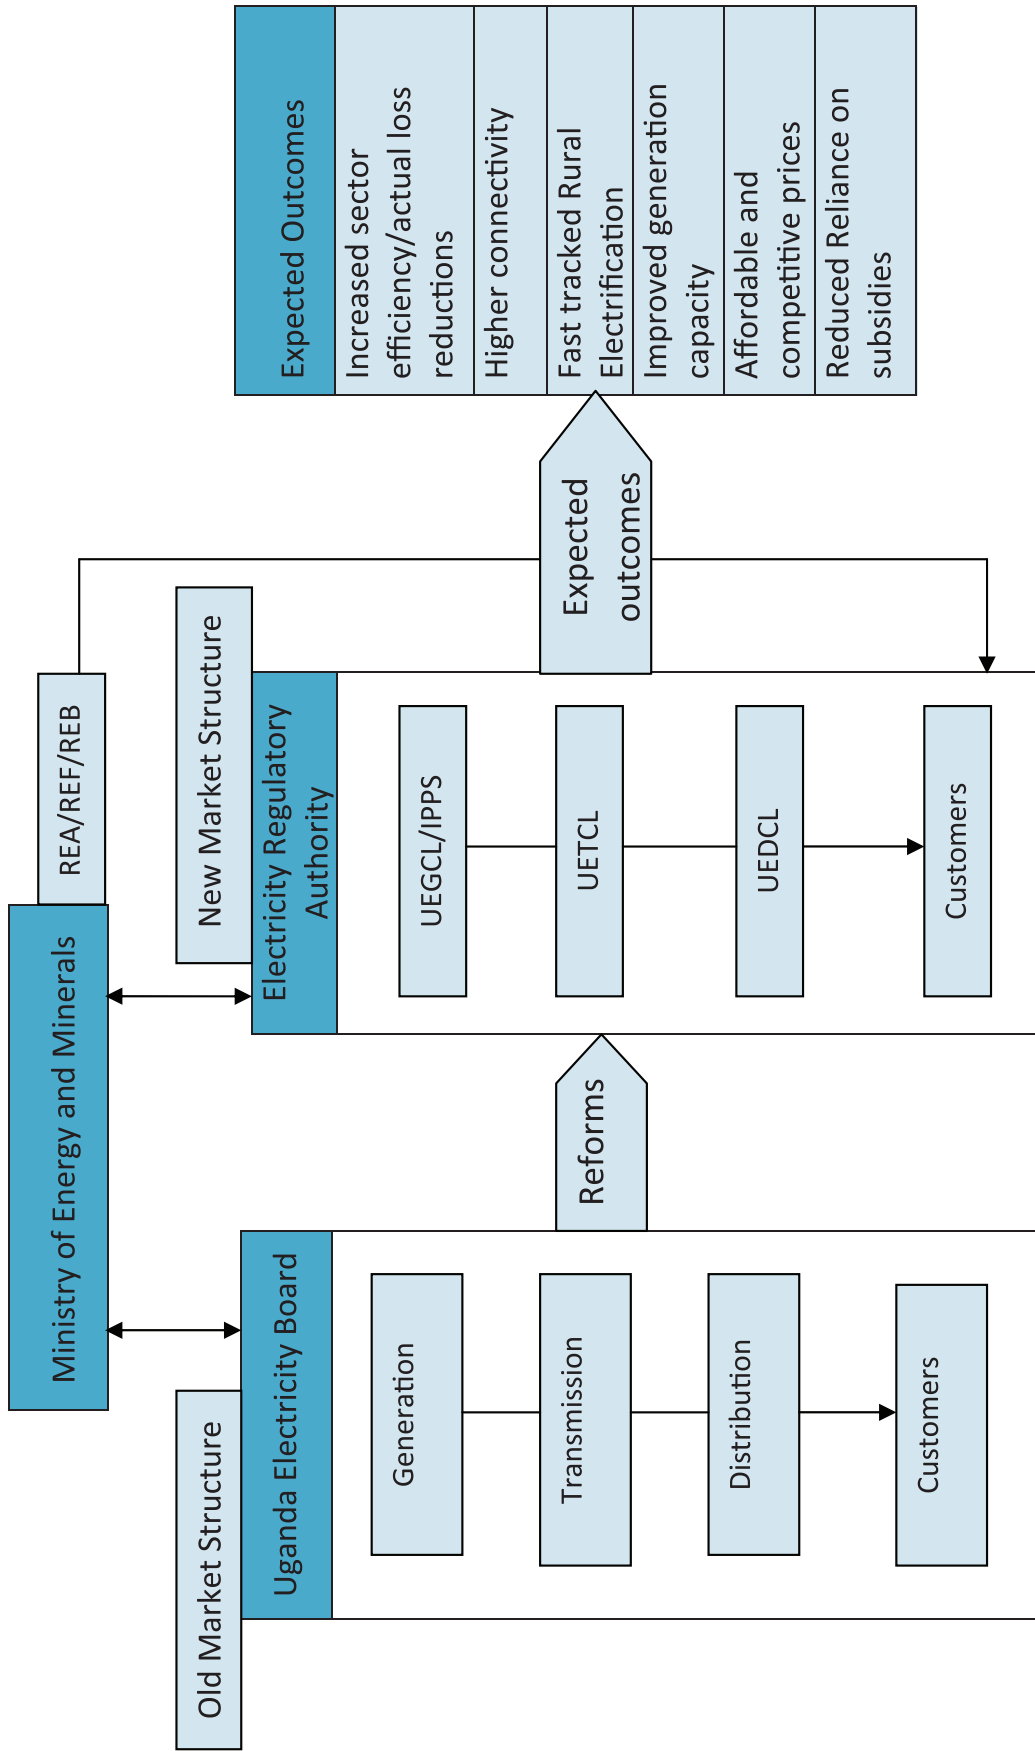 Ministry of Energy and Minerals
REA/REF/REB
Old Market Structure
Uganda Electricity Board
Generation
Transmission
Distribution
Customers
Reforms
New Market Structure
Electricity Regulatory
Authority
UEGCL/IPPS
UETCL
UEDCL
Customers
Expected
outcomes
Expected Outcomes
Increased sector
efficiency/actual loss
reductions
Higher connectivity
Fast tracked Rural
Electrification
Improved generation
capacity
Affordable and
competitive prices
Reduced Reliance on
subsidies